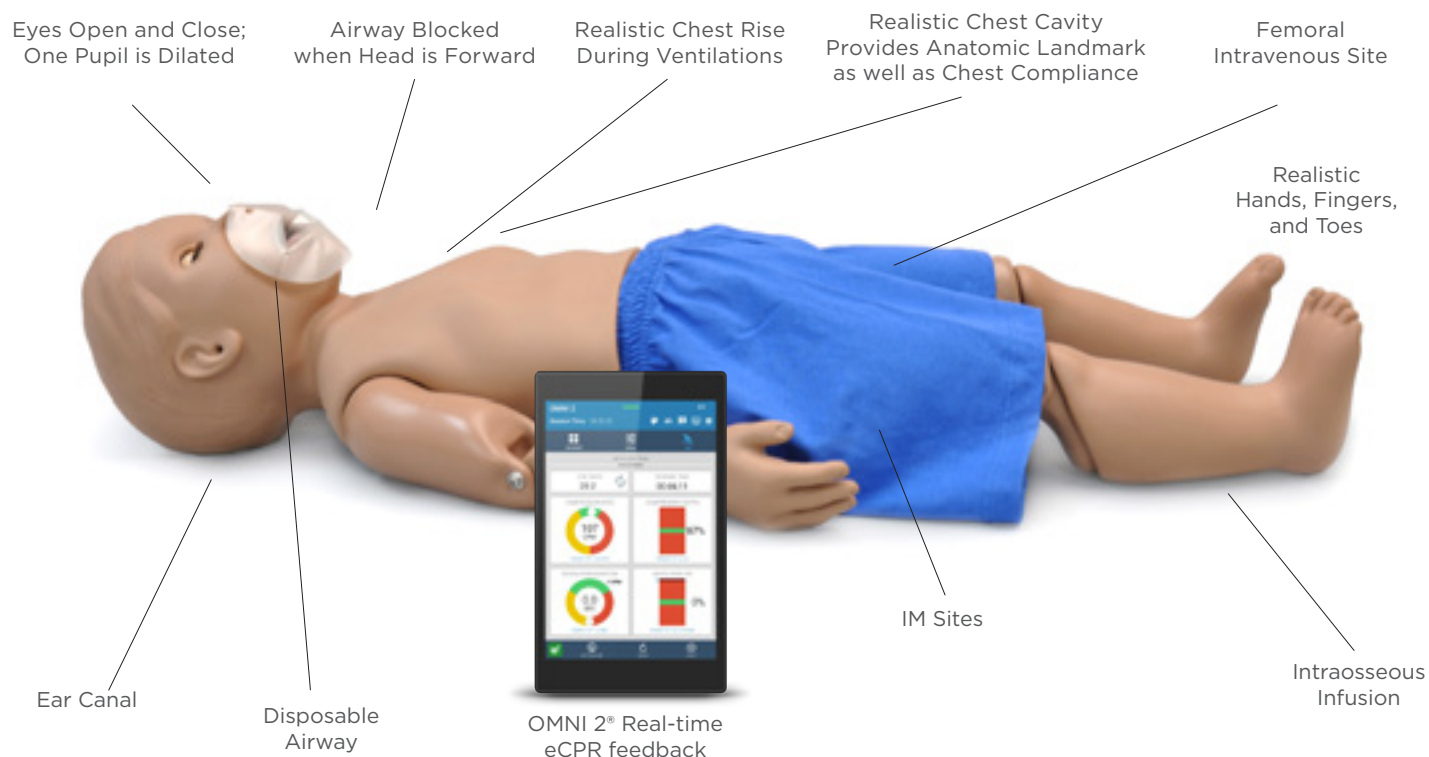 Eyes Open and Close;
One Pupil is Dilated
Airway Blocked
when Head is Forward
Realistic Chest Rise
During Ventilations
Realistic Chest Cavity
Provides Anatomic Landmark
as well as Chest Compliance
Femoral
Intravenous Site
Realistic
Hands, Fingers,
and Toes
IM Sites
Intraosseous
Infusion
Ear Canal
Disposable
Airway
OMNI 2® Real-time
eCPR feedback